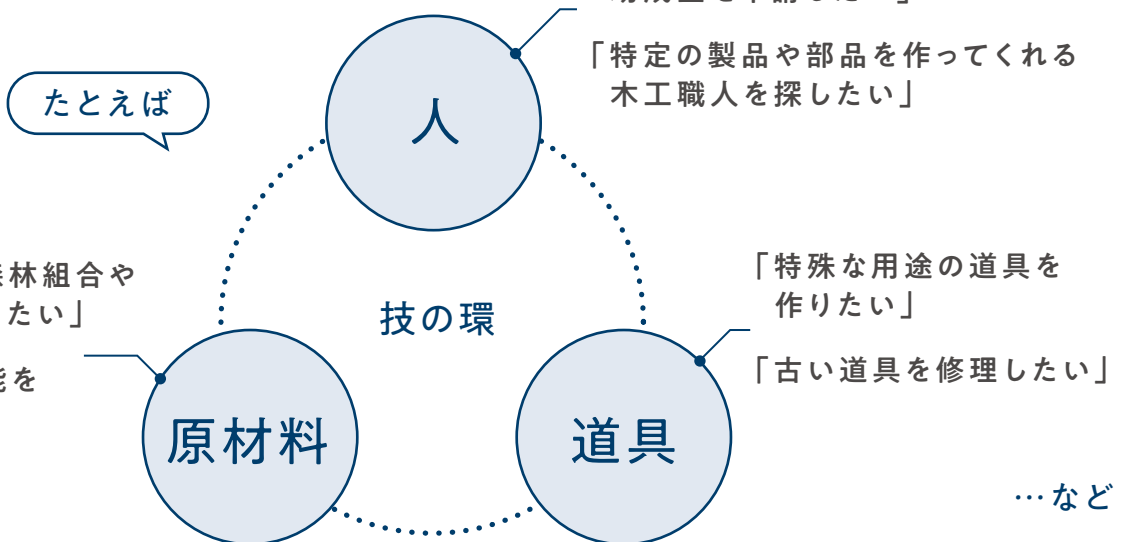 「特定の製品や部品を作ってくれる
木工職人を探したい」
たとえば
人
林組合や
たい」
を
技の環
「特殊な用途の道具を
作りたい」
「古い道具を修理したい」
原材料
道具
…など